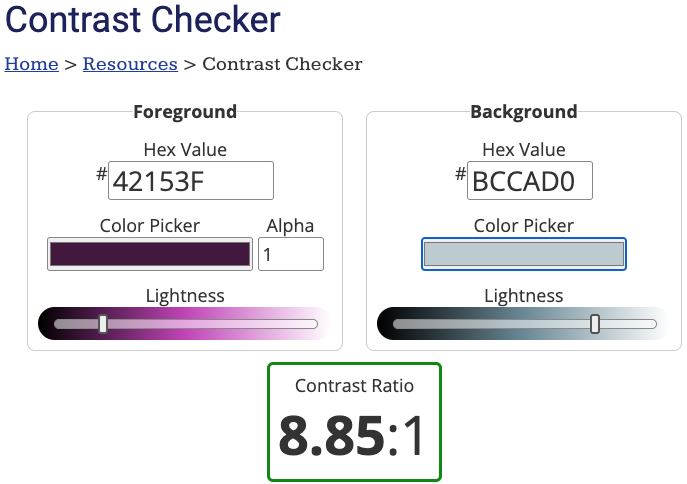 Contrast Checker
Home > Resources > Contrast Checker
Foreground
Hex Value
# 42153F
Color Picker
Alpha
1
Lightness
Background
Hex Value
# BCCAD0
Color Picker
Lightness
Contrast Ratio
8.85:1